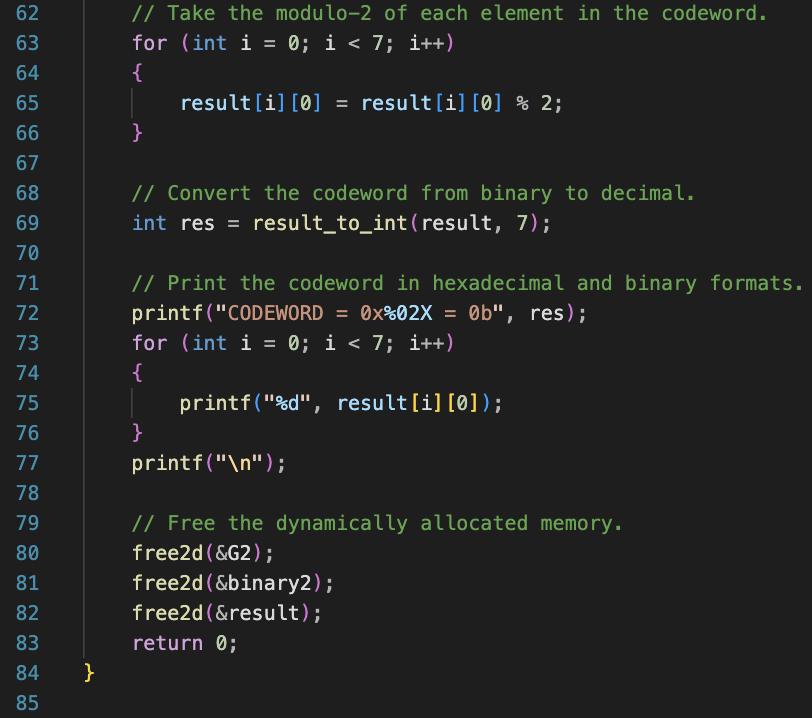 62 // Take the modulo-2 of each element in the codeword.
63 for (int i = 0; i < 7; i++)
64 {
65 result[i][0] = result[i][0] % 2;
66 }
67
68 // Convert the codeword from binary to decimal.
69 int res = result_to_int(result, 7);
70
71 // Print the codeword in hexadecimal and binary formats.
72 printf("CODEWORD = 0x%02X = 0b", res);
73 for (int i = 0; i < 7; i++)
74 {
75 printf("%d", result[i][0]);
76 }
77 printf("\n");
78
79 // Free the dynamically allocated memory.
80 free2d(&G2);
81 free2d(&binary2);
82 free2d(&result);
83 return 0;
84 }
85